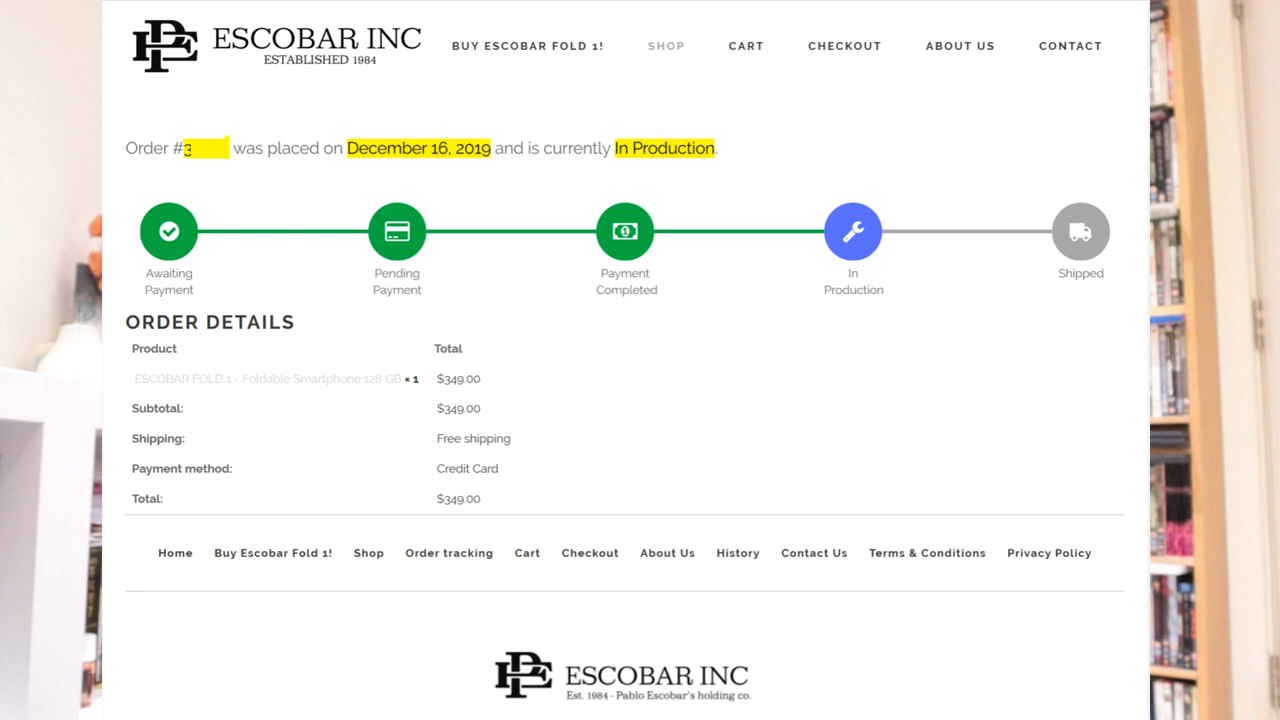 ESCOBAR INC
ESTABLISHED 1984
BUY ESCOBAR FOLD 1! SHOP CART CHECKOUT ABOUT US CONTACT
Order #3 was placed on December 16, 2019 and is currently In Production.
Awaiting Payment
Pending Payment
Payment Completed
In Production
Shipped
ORDER DETAILS
Product Total
ESCOBAR FOLD 1 - Foldable Smartphone 128 GB × 1 $349.00
Subtotal: $349.00
Shipping: Free shipping
Payment method: Credit Card
Total: $349.00
Home Buy Escobar Fold 1! Shop Order tracking Cart Checkout About Us History Contact Us Terms & Conditions Privacy Policy
ESCOBAR INC
Est. 1984 - Pablo Escobar's holding co.